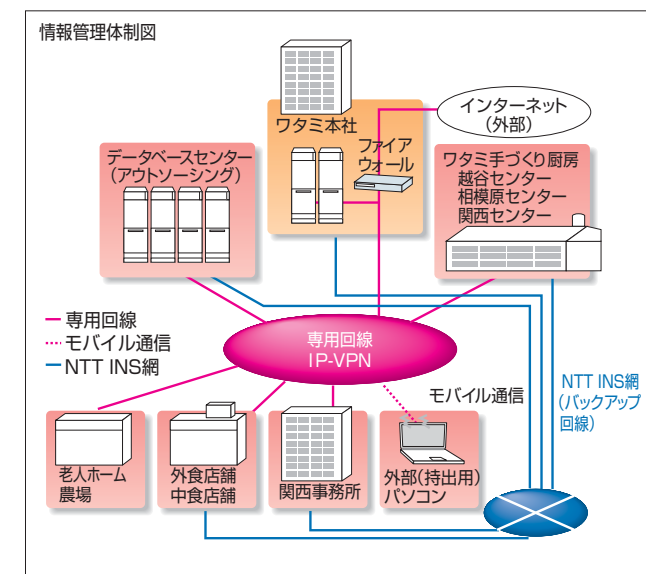 情報管理体制図
インターネット
(外部)
ワタミ本社
ファイア
ウォール
データベースセンター
(アウトソーシング)
ワタミ手づくり厨房
越谷センター
相模原センター
関西センター
専用回線
モバイル通信
NTT INS網
専用回線
IP-VPN
モバイル通信
NTT INS網
(バックアップ
回線)
老人ホーム
農場
外食店舗
中食店舗
関西事務所
外部(持出用)
パソコン